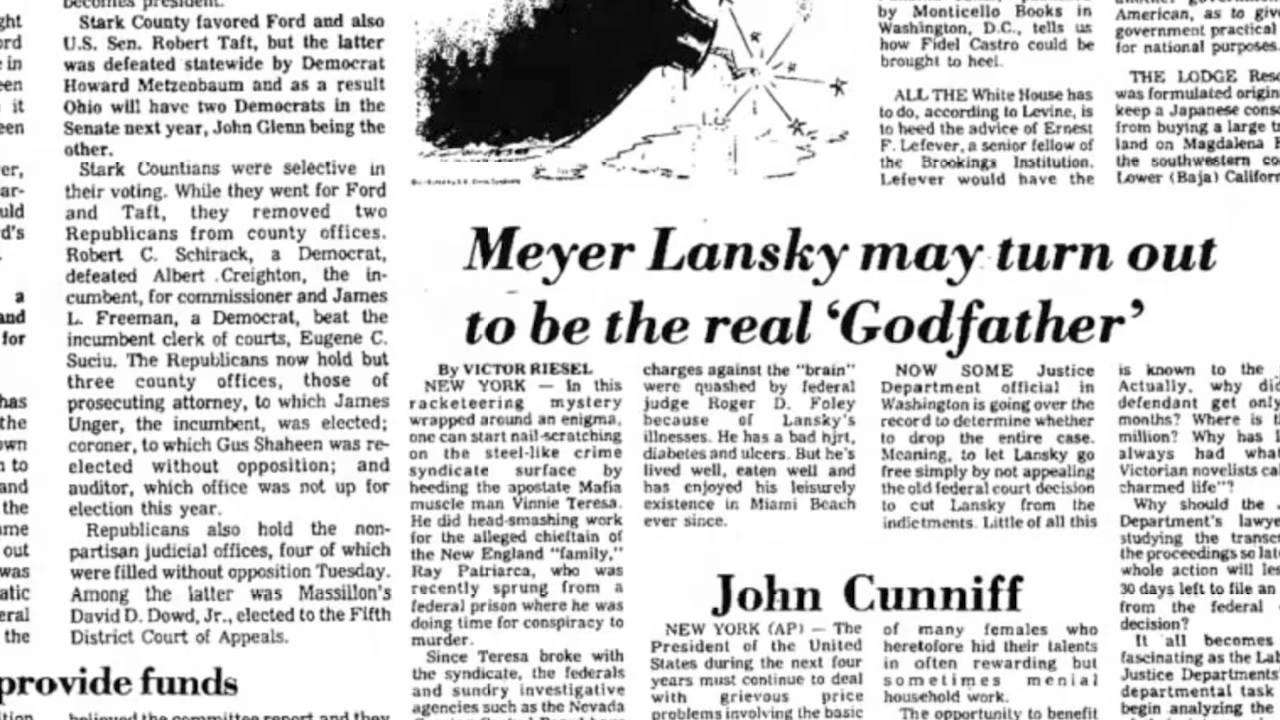 becomes president.
Stark County favored Ford and also
U.S. Sen. Robert Taft, but the latter
was defeated statewide by Democrat
Howard Metzenbaum and as a result
Ohio will have two Democrats in the
Senate next year, John Glenn being the
other.
Stark Countians were selective in
their voting. While they went for Ford
and Taft, they removed two
Republicans from county offices.
Robert C. Schirack, a Democrat,
defeated Albert Creighton, the in-
cumbent, for commissioner and James
L. Freeman, a Democrat, beat the
incumbent clerk of courts, Eugene C.
Suciu. The Republicans now hold but
three county offices, those of
prosecuting attorney, to which James
Unger, the incumbent, was elected;
coroner, to which Gus Shaheen was re-
elected without opposition; and
auditor, which office was not up for
election this year.
Republicans also hold the non-
partisan judicial offices, four of which
were filled without opposition Tuesday.
Among the latter was Massillon's
David D. Dowd, Jr., elected to the Fifth
District Court of Appeals.
provide funds
believed the committee report and they
by Monticello Books in
Washington, D.C., tells us
how Fidel Castro could be
brought to heel.
ALL THE White House has
to do, according to Levine, is
to heed the advice of Ernest
F. Lefever, a senior fellow of
the Brookings Institution.
Lefever would have the
American, as to give
government practical
for national purposes.
THE LODGE Reso
was formulated origin
keep a Japanese cons
from buying a large t
land on Magdalena
the southwestern co
Lower (Baja) Californ
Meyer Lansky may turn out
to be the real ‘Godfather’
By VICTOR RIESEL
NEW YORK — In this
racketeering mystery
wrapped around an enigma,
one can start nail-scratching
on the steel-like crime
syndicate surface by
heeding the apostate Mafia
muscle man Vinnie Teresa.
He did head-smashing work
for the alleged chieftain of
the New England "family,"
Ray Patriarca, who was
recently sprung from a
federal prison where he was
doing time for conspiracy to
murder.
Since Teresa broke with
the syndicate, the federals
and sundry investigative
agencies such as the Nevada
charges against the "brain"
were quashed by federal
judge Roger D. Foley
because of Lansky's
illnesses. He has a bad hjrt,
diabetes and ulcers. But he's
lived well, eaten well and
has enjoyed his leisurely
existence in Miami Beach
ever since.
NOW SOME Justice
Department official in
Washington is going over the
record to determine whether
to drop the entire case.
Meaning, to let Lansky go
free simply by not appealing
the old federal court decision
to cut Lansky from the
indictments. Little of all this
is known to the
Actually, why did
defendant get only
months? Where is t
million? Why has
always had what
Victorian novelists ca
charmed life"?
Why should the
Department's lawye
studying the transc
the proceedings so lat
whole action will les
30 days left to file an
from the federal
decision?
It all becomes
fascinating as the Lab
Justice Departments
departmental task
begin analyzing the
John Cunniff
NEW YORK (AP) — The
President of the United
States during the next four
years must continue to deal
with grievous price
problems involving the basic
of many females who
heretofore hid their talents
in often rewarding but
sometimes menial
household work.
The opportunity to benefit